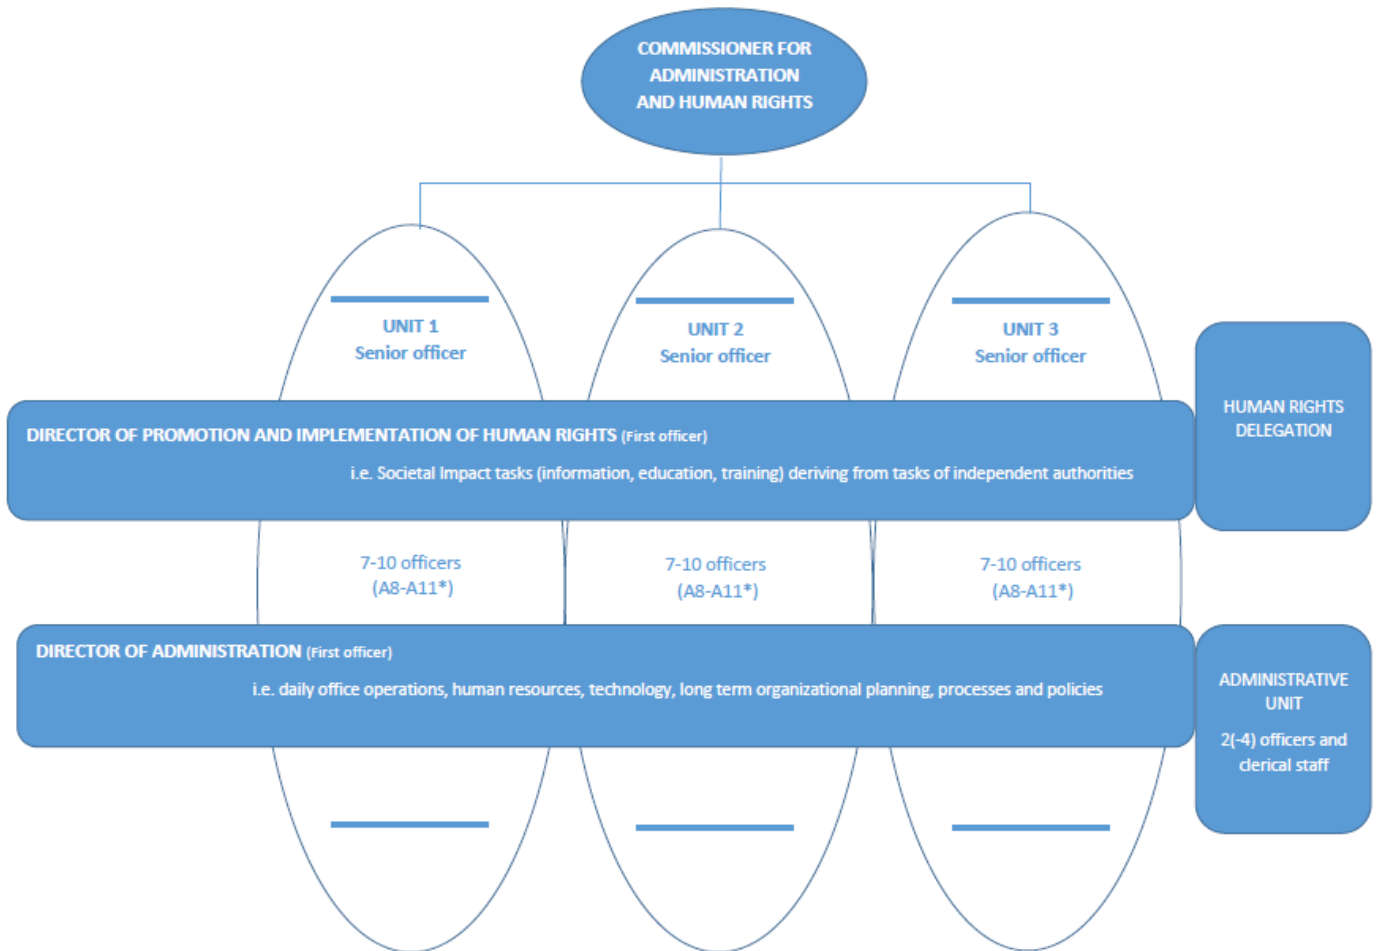 COMMISSIONER FOR
ADMINISTRATION
AND HUMAN RIGHTS
UNIT 1
Senior officer
UNIT 2
Senior officer
UNIT 3
Senior officer
DIRECTOR OF PROMOTION AND IMPLEMENTATION OF HUMAN RIGHTS (First officer)
i.e. Societal Impact tasks (information, education, training) deriving from tasks of independent authorities
HUMAN RIGHTS
DELEGATION
7-10 officers
(A8-A11*)
7-10 officers
(A8-A11*)
7-10 officers
(A8-A11*)
DIRECTOR OF ADMINISTRATION (First officer)
i.e. daily office operations, human resources, technology, long term organizational planning, processes and policies
ADMINISTRATIVE
UNIT
2(-4) officers and
clerical staff